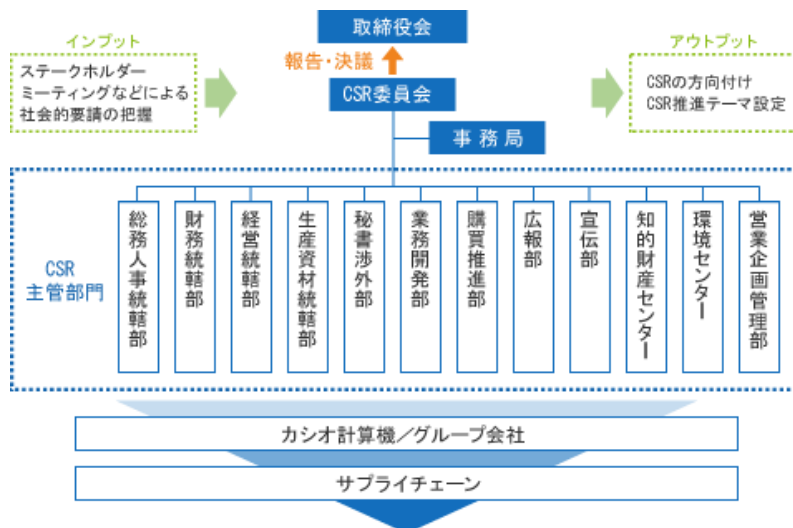 取締役会
インプット
報告・決議
アウトプット
ステークホルダー
ミーティングなどによる
社会的要請の把握
CSR委員会
CSRの方向付け
CSR推進テーマ設定
事務局
CSR
主管部門
総務人事統轄部
財務統轄部
経営統轄部
生産資材統轄部
秘書渉外部
業務開発部
購買推進部
広報部
宣伝部
知的財産センター
環境センター
営業企画管理部
カシオ計算機／グループ会社
サプライチェーン